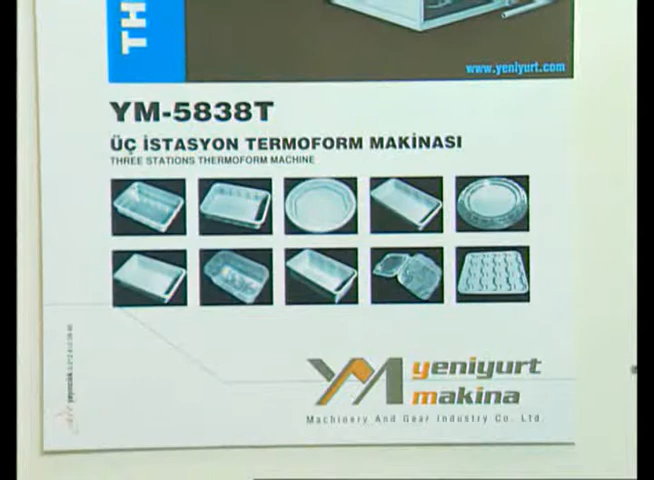 TH
www.yeniyurt.com
YM-5838T
ÜÇ İSTASYON TERMOFORM MAKİNASI
THREE STATIONS THERMOFORM MACHINE
YM yeniyurt
makina
Machinery And Gear Industry Co. Ltd.